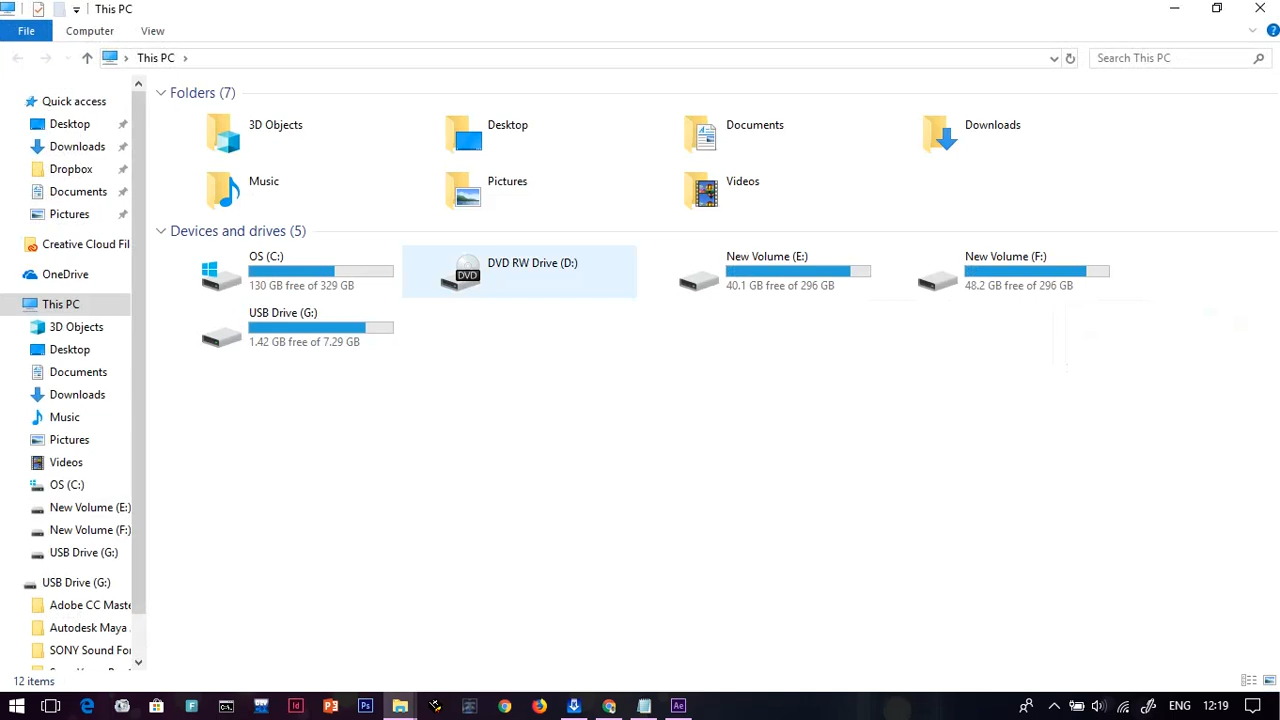 This PC
File Computer View
This PC
Search This PC
Quick access
Desktop
Downloads
Dropbox
Documents
Pictures
Creative Cloud Fil
OneDrive
This PC
3D Objects
Desktop
Documents
Downloads
Music
Pictures
Videos
OS (C:)
New Volume (E:)
New Volume (F:)
USB Drive (G:)
USB Drive (G:)
Adobe CC Maste
Autodesk Maya
SONY Sound For
Folders (7)
3D Objects
Desktop
Documents
Downloads
Music
Pictures
Videos
Devices and drives (5)
OS (C:)
130 GB free of 329 GB
DVD
DVD RW Drive (D:)
New Volume (E:)
40.1 GB free of 296 GB
New Volume (F:)
48.2 GB free of 296 GB
USB Drive (G:)
1.42 GB free of 7.29 GB
12 items
Id
Ps
Ae
ENG 12:19